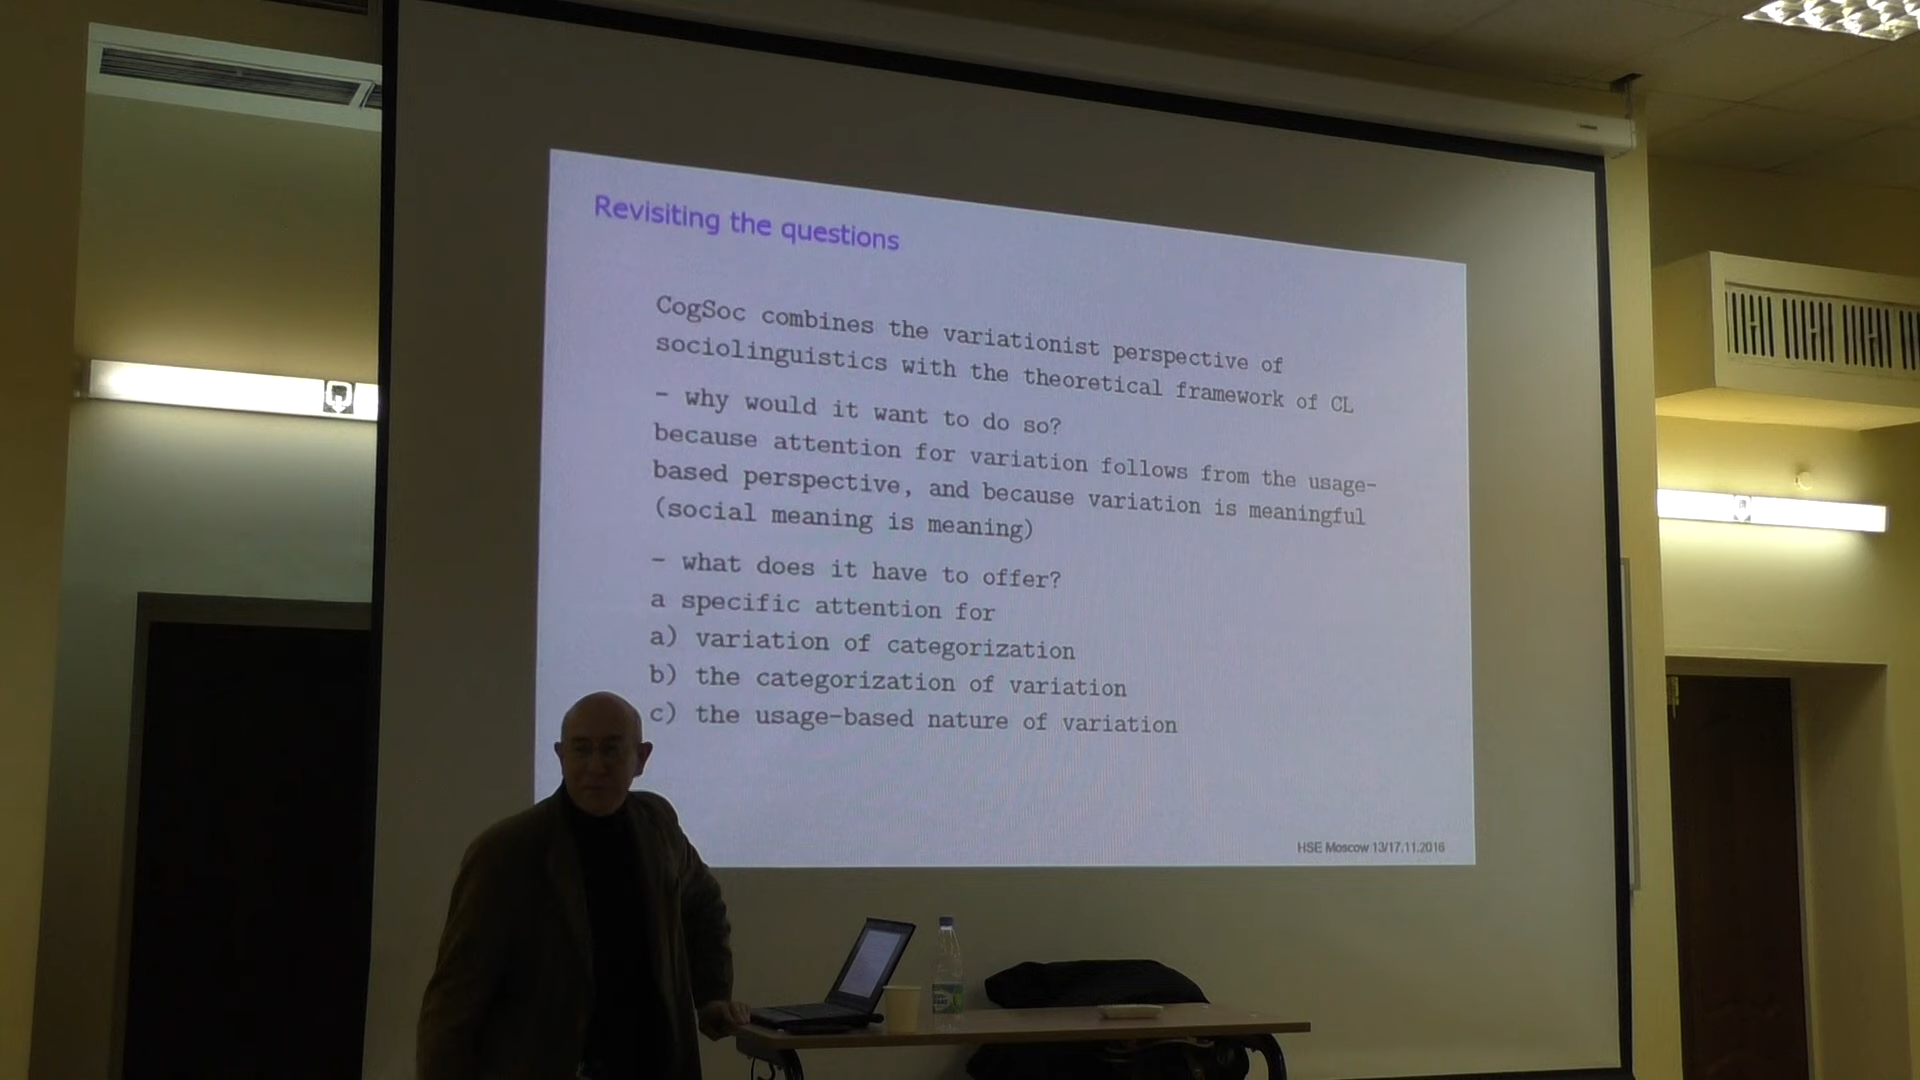 Revisiting the questions
CogSoc combines the variationist perspective of
sociolinguistics with the theoretical framework of CL
- why would it want to do so?
because attention for variation follows from the usage-
based perspective, and because variation is meaningful
(social meaning is meaning)
- what does it have to offer?
a specific attention for
a) variation of categorization
b) the categorization of variation
c) the usage-based nature of variation
HSE Moscow 13/17.11.2016